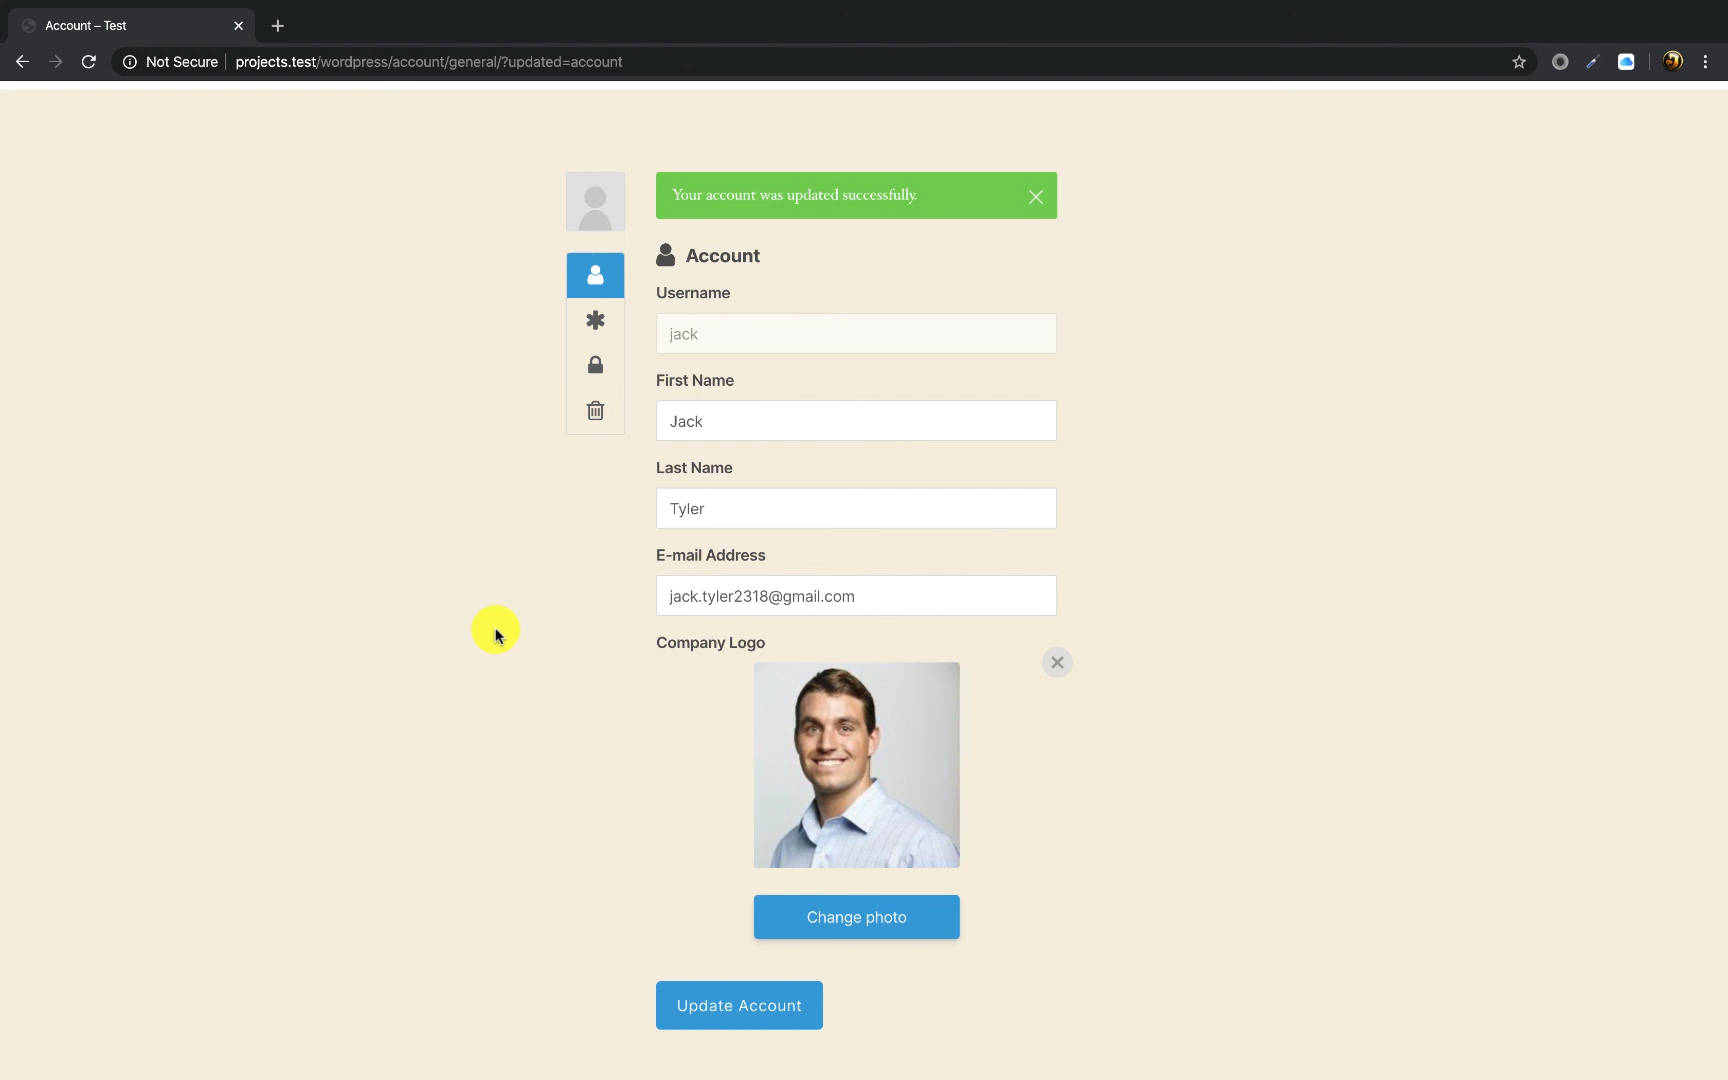 Account – Test
Not Secure
projects.test/wordpress/account/general/?updated=account
Your account was updated successfully.
Account
Username
jack
First Name
Jack
Last Name
Tyler
E-mail Address
jack.tyler2318@gmail.com
Company Logo
Change photo
Update Account